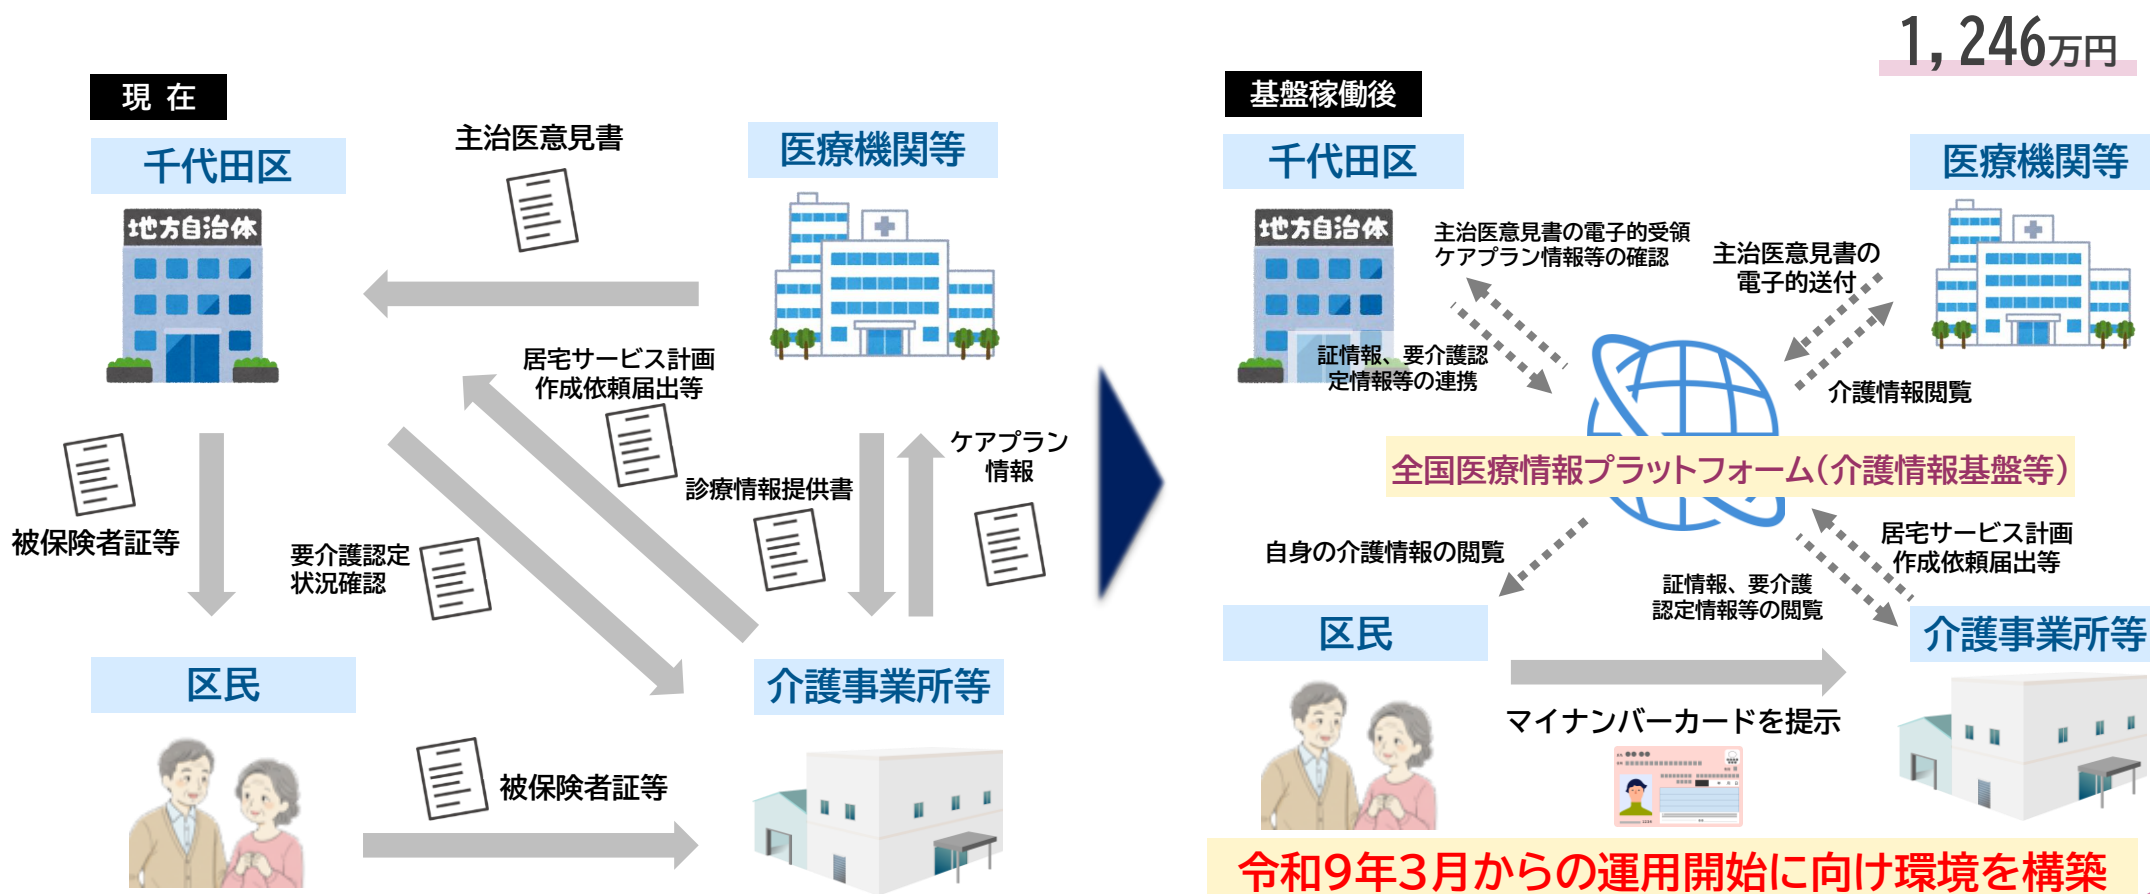 1,246万円
現 在
千代田区
地方自治体
主治医意見書
医療機関等
居宅サービス計画
作成依頼届出等
ケアプラン
情報
診療情報提供書
被保険者証等
要介護認定
状況確認
区民
介護事業所等
被保険者証等
基盤稼働後
千代田区
地方自治体
主治医意見書の電子的受領
ケアプラン情報等の確認
主治医意見書の
電子的送付
医療機関等
証情報、要介護認
定情報等の連携
介護情報閲覧
全国医療情報プラットフォーム(介護情報基盤等)
自身の介護情報の閲覧
居宅サービス計画
作成依頼届出等
証情報、要介護
認定情報等の閲覧
区民
介護事業所等
マイナンバーカードを提示
令和9年3月からの運用開始に向け環境を構築